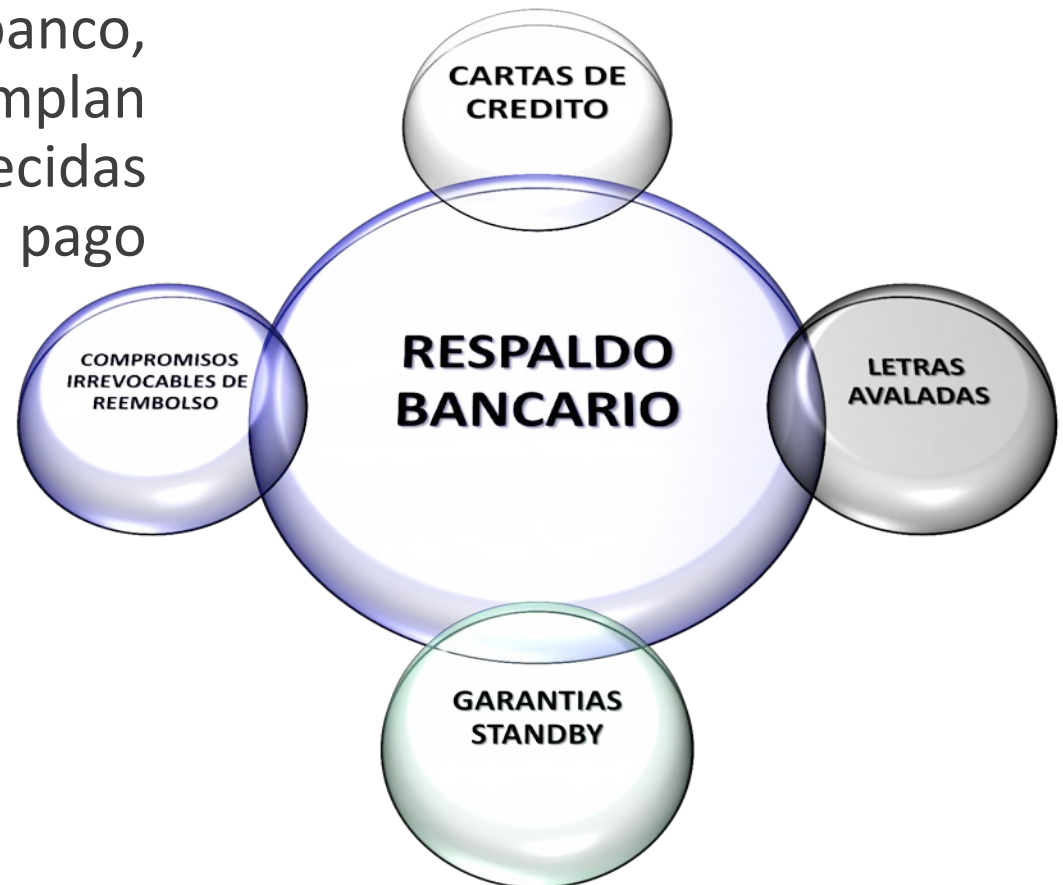 banco,
mplan
ecidas
pago
CARTAS DE
CREDITO
COMPROMISOS
IRREVOCABLES DE
REEMBOLSO
RESPALDO
BANCARIO
LETRAS
AVALADAS
GARANTIAS
STANDBY